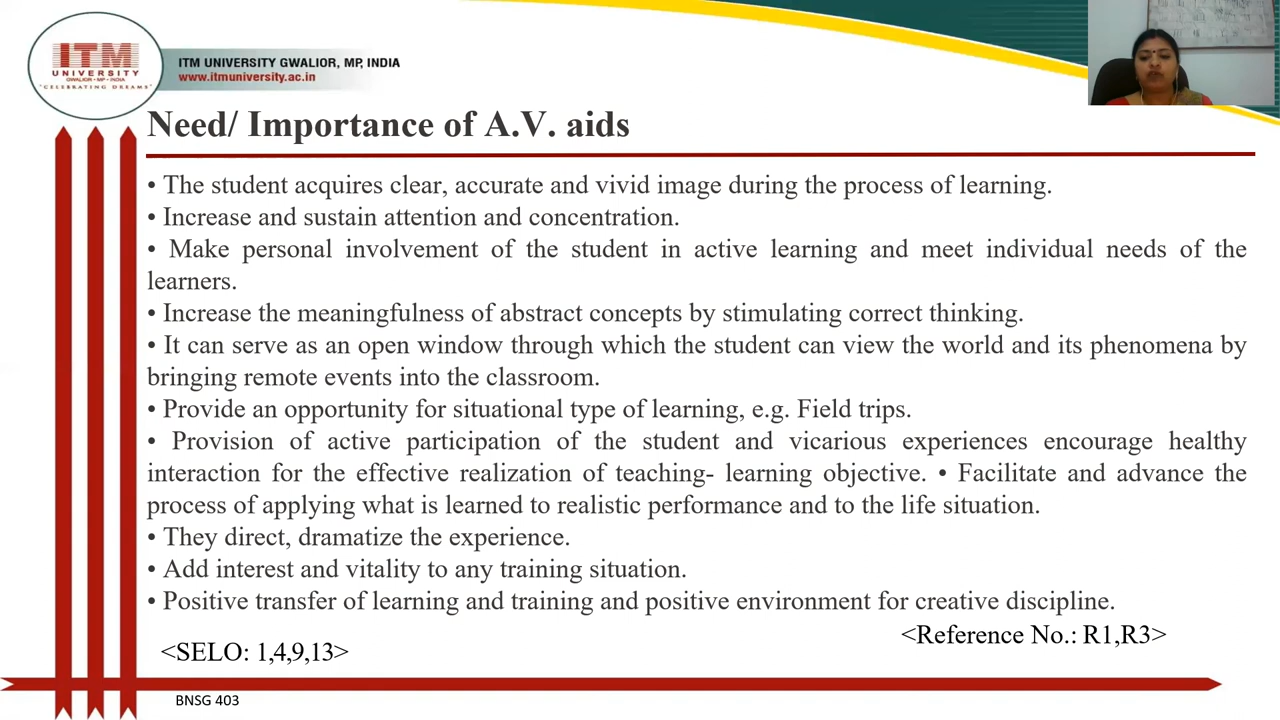 ITM
UNIVERSITY
GWALIOR • MP • INDIA
"CELEBRATING DREAMS"
ITM UNIVERSITY GWALIOR, MP, INDIA
www.itmuniversity.ac.in
Need/ Importance of A.V. aids
• The student acquires clear, accurate and vivid image during the process of learning.
• Increase and sustain attention and concentration.
• Make personal involvement of the student in active learning and meet individual needs of the
learners.
• Increase the meaningfulness of abstract concepts by stimulating correct thinking.
• It can serve as an open window through which the student can view the world and its phenomena by
bringing remote events into the classroom.
• Provide an opportunity for situational type of learning, e.g. Field trips.
• Provision of active participation of the student and vicarious experiences encourage healthy
interaction for the effective realization of teaching- learning objective. • Facilitate and advance the
process of applying what is learned to realistic performance and to the life situation.
• They direct, dramatize the experience.
• Add interest and vitality to any training situation.
• Positive transfer of learning and training and positive environment for creative discipline.
<Reference No.: R1,R3>
<SELO: 1,4,9,13>
BNSG 403